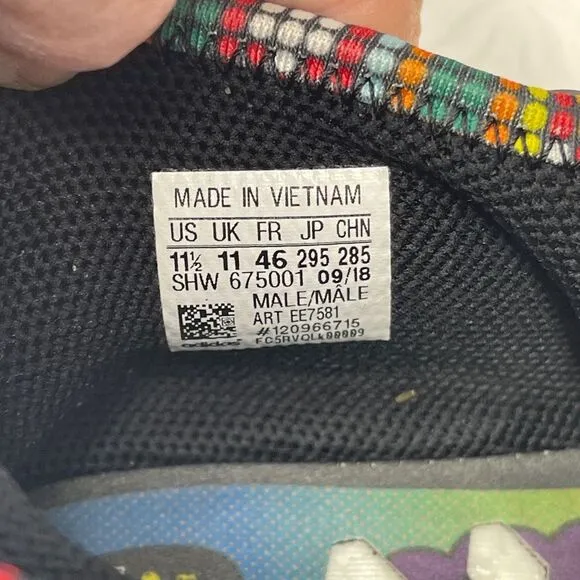 MADE IN VIETNAM
US UK FR JP CHN
11½ 11 46 295 285
SHW 675001 09/18
MALE/MÂLE
ART EE7581
#120966715
adidas